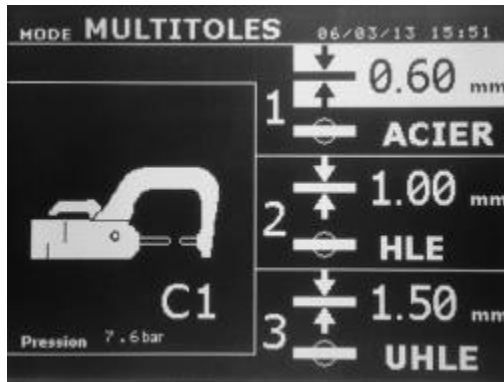 MODE MULTITOLES 06/03/13 15:51
1 0.60 mm
ACIER
2 1.00 mm
HLE
3 1.50 mm
UHLE
C1
Pression 7.6bar